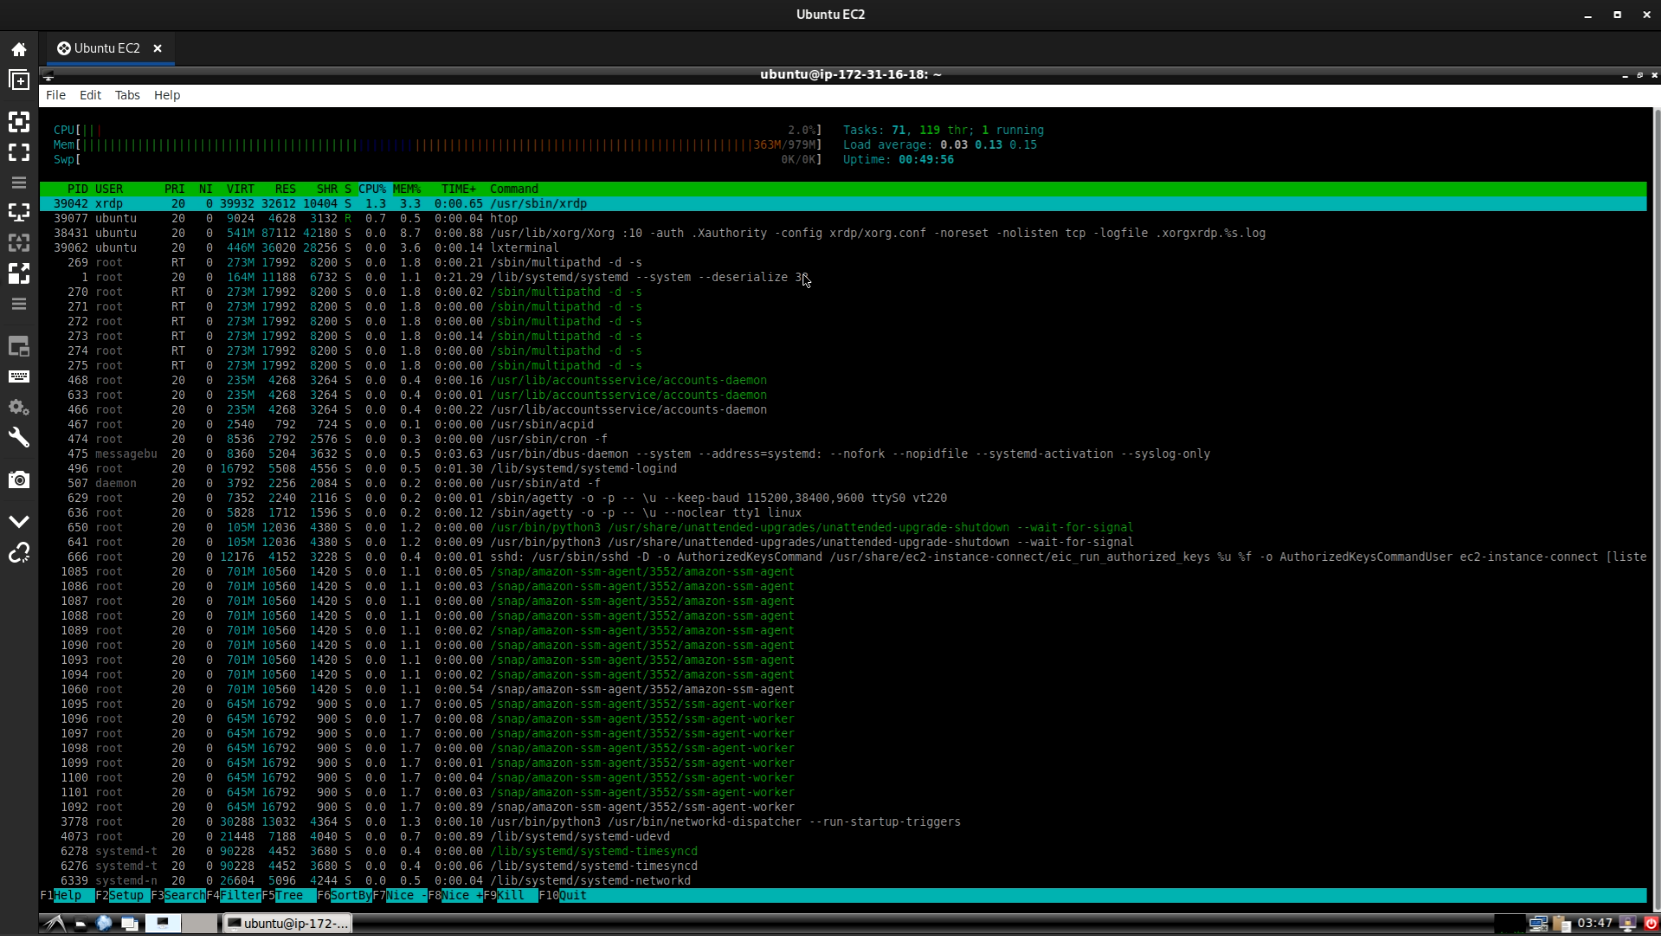 Ubuntu EC2
Ubuntu EC2
ubuntu@ip-172-31-16-18: ~
File Edit Tabs Help
CPU[||| 2.0%] Tasks: 71, 119 thr; 1 running
Mem[ 363M/979M] Load average: 0.03 0.13 0.15
Swp[ 0K/0K] Uptime: 00:49:56
PID USER PRI NI VIRT RES SHR S CPU% MEM% TIME+ Command
39042 xrdp 20 0 39932 32612 10404 S 1.3 3.3 0:00.65 /usr/sbin/xrdp
39077 ubuntu 20 0 9024 4628 3132 R 0.7 0.5 0:00.04 htop
38431 ubuntu 20 0 541M 87112 42180 S 0.0 8.7 0:00.88 /usr/lib/xorg/Xorg :10 -auth .Xauthority -config xrdp/xorg.conf -noreset -nolisten tcp -logfile .xorgxrdp.%s.log
39062 ubuntu 20 0 446M 36020 28256 S 0.0 3.6 0:00.14 lxterminal
269 root RT 0 273M 17992 8200 S 0.0 1.8 0:00.21 /sbin/multipathd -d -s
1 root 20 0 164M 11188 6732 S 0.0 1.1 0:21.29 /lib/systemd/systemd --system --deserialize
270 root RT 0 273M 17992 8200 S 0.0 1.8 0:00.02 /sbin/multipathd -d -s
271 root RT 0 273M 17992 8200 S 0.0 1.8 0:00.00 /sbin/multipathd -d -s
272 root RT 0 273M 17992 8200 S 0.0 1.8 0:00.00 /sbin/multipathd -d -s
273 root RT 0 273M 17992 8200 S 0.0 1.8 0:00.14 /sbin/multipathd -d -s
274 root RT 0 273M 17992 8200 S 0.0 1.8 0:00.00 /sbin/multipathd -d -s
275 root RT 0 273M 17992 8200 S 0.0 1.8 0:00.00 /sbin/multipathd -d -s
468 root 20 0 235M 4268 3264 S 0.0 0.4 0:00.16 /usr/lib/accountsservice/accounts-daemon
633 root 20 0 235M 4268 3264 S 0.0 0.4 0:00.01 /usr/lib/accountsservice/accounts-daemon
466 root 20 0 235M 4268 3264 S 0.0 0.4 0:00.22 /usr/lib/accountsservice/accounts-daemon
467 root 20 0 2540 792 724 S 0.0 0.1 0:00.00 /usr/sbin/acpid
474 root 20 0 8536 2792 2576 S 0.0 0.3 0:00.00 /usr/sbin/cron -f
475 messagebu 20 0 8360 5204 3632 S 0.0 0.5 0:03.63 /usr/bin/dbus-daemon --system --address=systemd: --nofork --nopidfile --systemd-activation --syslog-only
496 root 20 0 16792 5508 4556 S 0.0 0.5 0:01.30 /lib/systemd/systemd-logind
507 daemon 20 0 3792 2256 2084 S 0.0 0.2 0:00.00 /usr/sbin/atd -f
629 root 20 0 7352 2240 2116 S 0.0 0.2 0:00.01 /sbin/agetty -o -p -- \u --keep-baud 115200,38400,9600 ttyS0 vt220
636 root 20 0 5828 1712 1596 S 0.0 0.2 0:00.12 /sbin/agetty -o -p -- \u --noclear tty1 linux
650 root 20 0 105M 12036 4380 S 0.0 1.2 0:00.00 /usr/bin/python3 /usr/share/unattended-upgrades/unattended-upgrade-shutdown --wait-for-signal
641 root 20 0 105M 12036 4380 S 0.0 1.2 0:00.09 /usr/bin/python3 /usr/share/unattended-upgrades/unattended-upgrade-shutdown --wait-for-signal
666 root 20 0 12176 4152 3228 S 0.0 0.4 0:00.01 sshd: /usr/sbin/sshd -D -o AuthorizedKeysCommand /usr/share/ec2-instance-connect/eic_run_authorized_keys %u %f -o AuthorizedKeysCommandUser ec2-instance-connect [liste
1085 root 20 0 701M 10560 1420 S 0.0 1.1 0:00.05 /snap/amazon-ssm-agent/3552/amazon-ssm-agent
1086 root 20 0 701M 10560 1420 S 0.0 1.1 0:00.03 /snap/amazon-ssm-agent/3552/amazon-ssm-agent
1087 root 20 0 701M 10560 1420 S 0.0 1.1 0:00.00 /snap/amazon-ssm-agent/3552/amazon-ssm-agent
1088 root 20 0 701M 10560 1420 S 0.0 1.1 0:00.00 /snap/amazon-ssm-agent/3552/amazon-ssm-agent
1089 root 20 0 701M 10560 1420 S 0.0 1.1 0:00.02 /snap/amazon-ssm-agent/3552/amazon-ssm-agent
1090 root 20 0 701M 10560 1420 S 0.0 1.1 0:00.00 /snap/amazon-ssm-agent/3552/amazon-ssm-agent
1093 root 20 0 701M 10560 1420 S 0.0 1.1 0:00.00 /snap/amazon-ssm-agent/3552/amazon-ssm-agent
1094 root 20 0 701M 10560 1420 S 0.0 1.1 0:00.02 /snap/amazon-ssm-agent/3552/amazon-ssm-agent
1060 root 20 0 701M 10560 1420 S 0.0 1.1 0:00.54 /snap/amazon-ssm-agent/3552/amazon-ssm-agent
1095 root 20 0 645M 16792 900 S 0.0 1.7 0:00.05 /snap/amazon-ssm-agent/3552/ssm-agent-worker
1096 root 20 0 645M 16792 900 S 0.0 1.7 0:00.08 /snap/amazon-ssm-agent/3552/ssm-agent-worker
1097 root 20 0 645M 16792 900 S 0.0 1.7 0:00.00 /snap/amazon-ssm-agent/3552/ssm-agent-worker
1098 root 20 0 645M 16792 900 S 0.0 1.7 0:00.00 /snap/amazon-ssm-agent/3552/ssm-agent-worker
1099 root 20 0 645M 16792 900 S 0.0 1.7 0:00.01 /snap/amazon-ssm-agent/3552/ssm-agent-worker
1100 root 20 0 645M 16792 900 S 0.0 1.7 0:00.04 /snap/amazon-ssm-agent/3552/ssm-agent-worker
1101 root 20 0 645M 16792 900 S 0.0 1.7 0:00.03 /snap/amazon-ssm-agent/3552/ssm-agent-worker
1092 root 20 0 645M 16792 900 S 0.0 1.7 0:00.89 /snap/amazon-ssm-agent/3552/ssm-agent-worker
3778 root 20 0 30288 13032 4364 S 0.0 1.3 0:00.10 /usr/bin/python3 /usr/bin/networkd-dispatcher --run-startup-triggers
4073 root 20 0 21448 7188 4040 S 0.0 0.7 0:00.89 /lib/systemd/systemd-udevd
6278 systemd-t 20 0 90228 4452 3680 S 0.0 0.4 0:00.00 /lib/systemd/systemd-timesyncd
6276 systemd-t 20 0 90228 4452 3680 S 0.0 0.4 0:00.06 /lib/systemd/systemd-timesyncd
6339 systemd-n 20 0 26604 5096 4244 S 0.0 0.5 0:00.04 /lib/systemd/systemd-networkd
F1Help F2Setup F3SearchF4FilterF5Tree F6SortByF7Nice -F8Nice +F9Kill F10Quit
ubuntu@ip-172-... 03:47